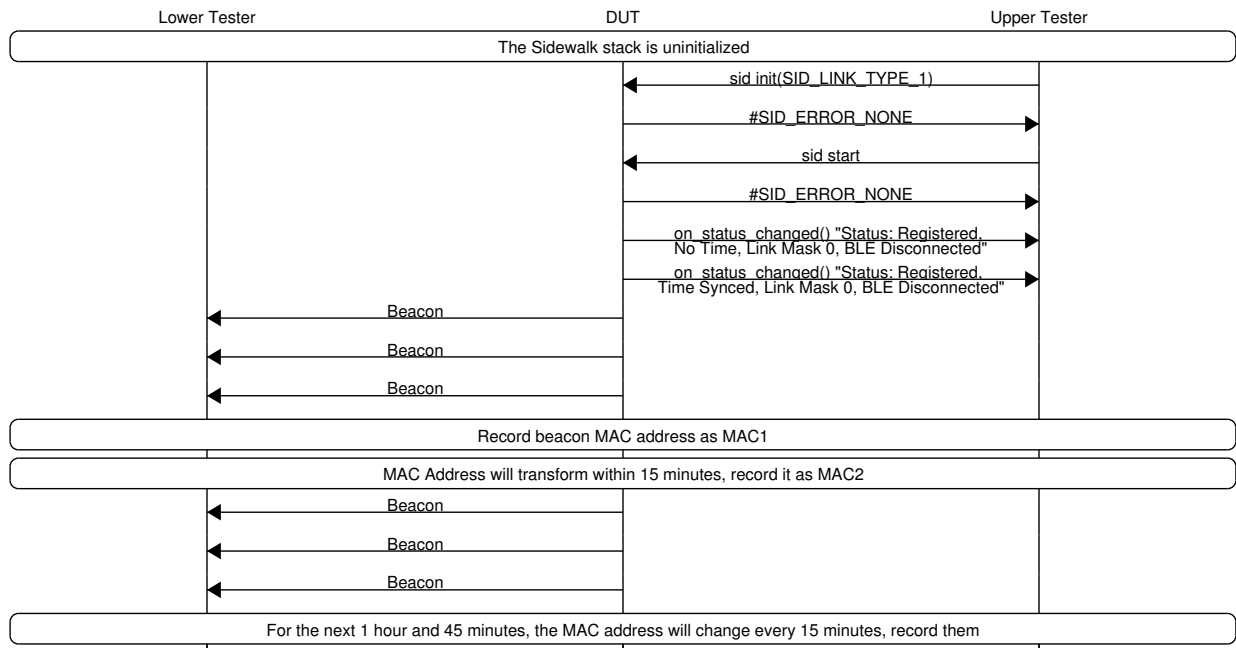 Lower Tester DUT Upper Tester
The Sidewalk stack is uninitialized
sid init(SID_LINK_TYPE_1)
#SID_ERROR_NONE
sid start
#SID_ERROR_NONE
on_status_changed() "Status: Registered,
No Time, Link Mask 0, BLE Disconnected"
on_status_changed() "Status: Registered,
Time Synced, Link Mask 0, BLE Disconnected"
Beacon
Beacon
Beacon
Record beacon MAC address as MAC1
MAC Address will transform within 15 minutes, record it as MAC2
Beacon
Beacon
Beacon
For the next 1 hour and 45 minutes, the MAC address will change every 15 minutes, record them